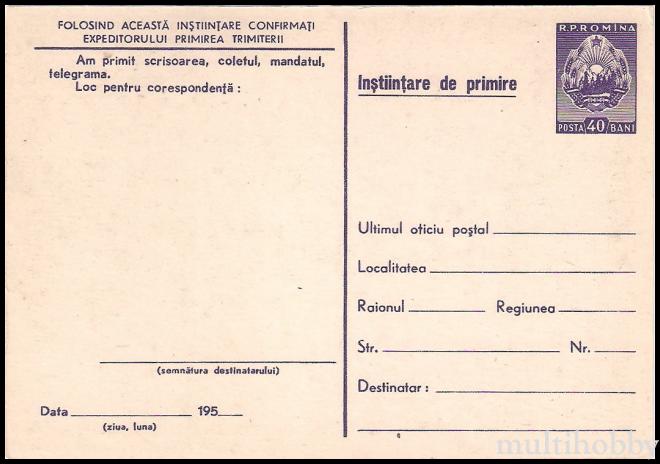 FOLOSIND ACEASTĂ INȘTIINȚARE CONFIRMAȚI
EXPEDITORULUI PRIMIREA TRIMITERII
Am primit scrisoarea, coletul, mandatul,
telegrama.
Loc pentru corespondență :
(semnătura destinatarului)
Data 195
(ziua, luna)
R.P.ROMÎNA
POSTA 40 BANI
Inștiințare de primire
Ultimul oficiu poștal
Localitatea
Raionul Regiunea
Str. Nr.
Destinatar :
multihobby